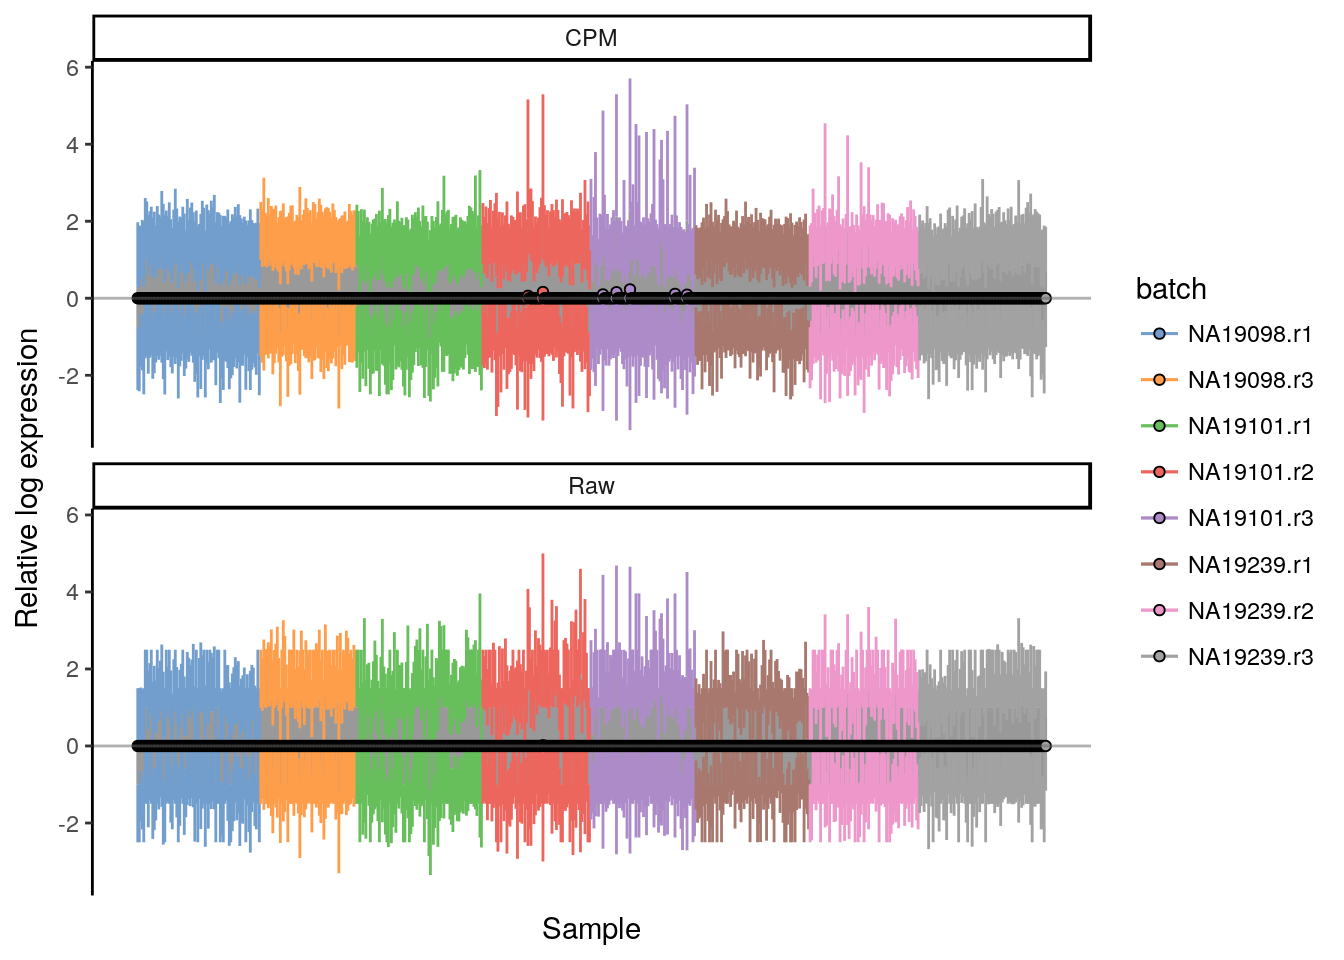 CPM
6
4
2
0
-2
Raw
6
4
2
0
-2
Relative log expression
Sample
batch
NA19098.r1
NA19098.r3
NA19101.r1
NA19101.r2
NA19101.r3
NA19239.r1
NA19239.r2
NA19239.r3